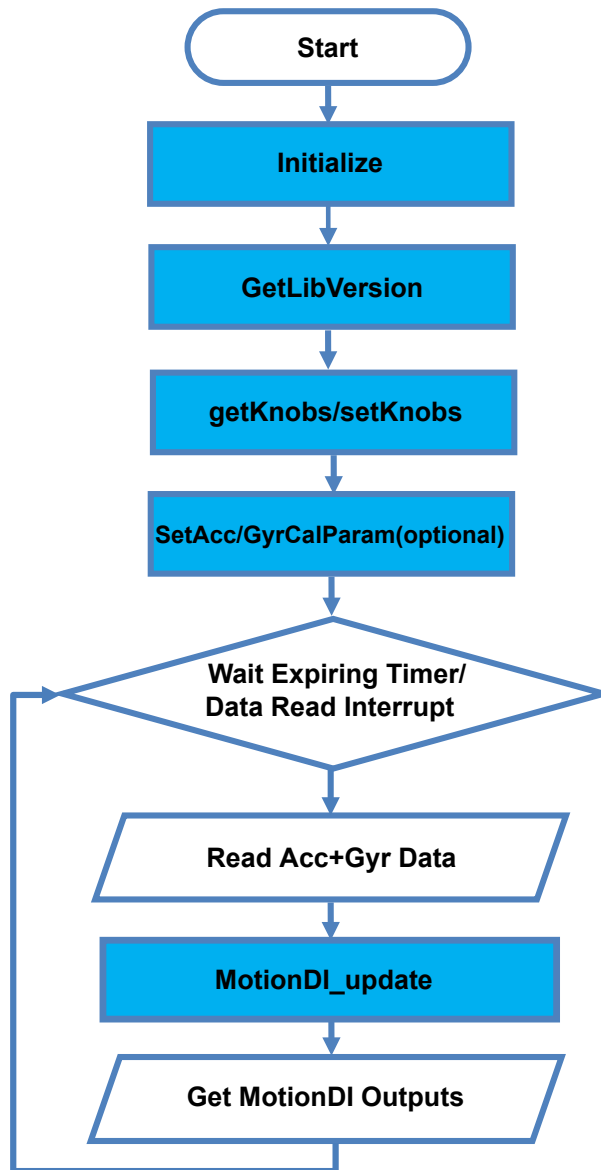 Start
Initialize
GetLibVersion
getKnobs/setKnobs
SetAcc/GyrCalParam(optional)
Wait Expiring Timer/
Data Read Interrupt
Read Acc+Gyr Data
MotionDI_update
Get MotionDI Outputs